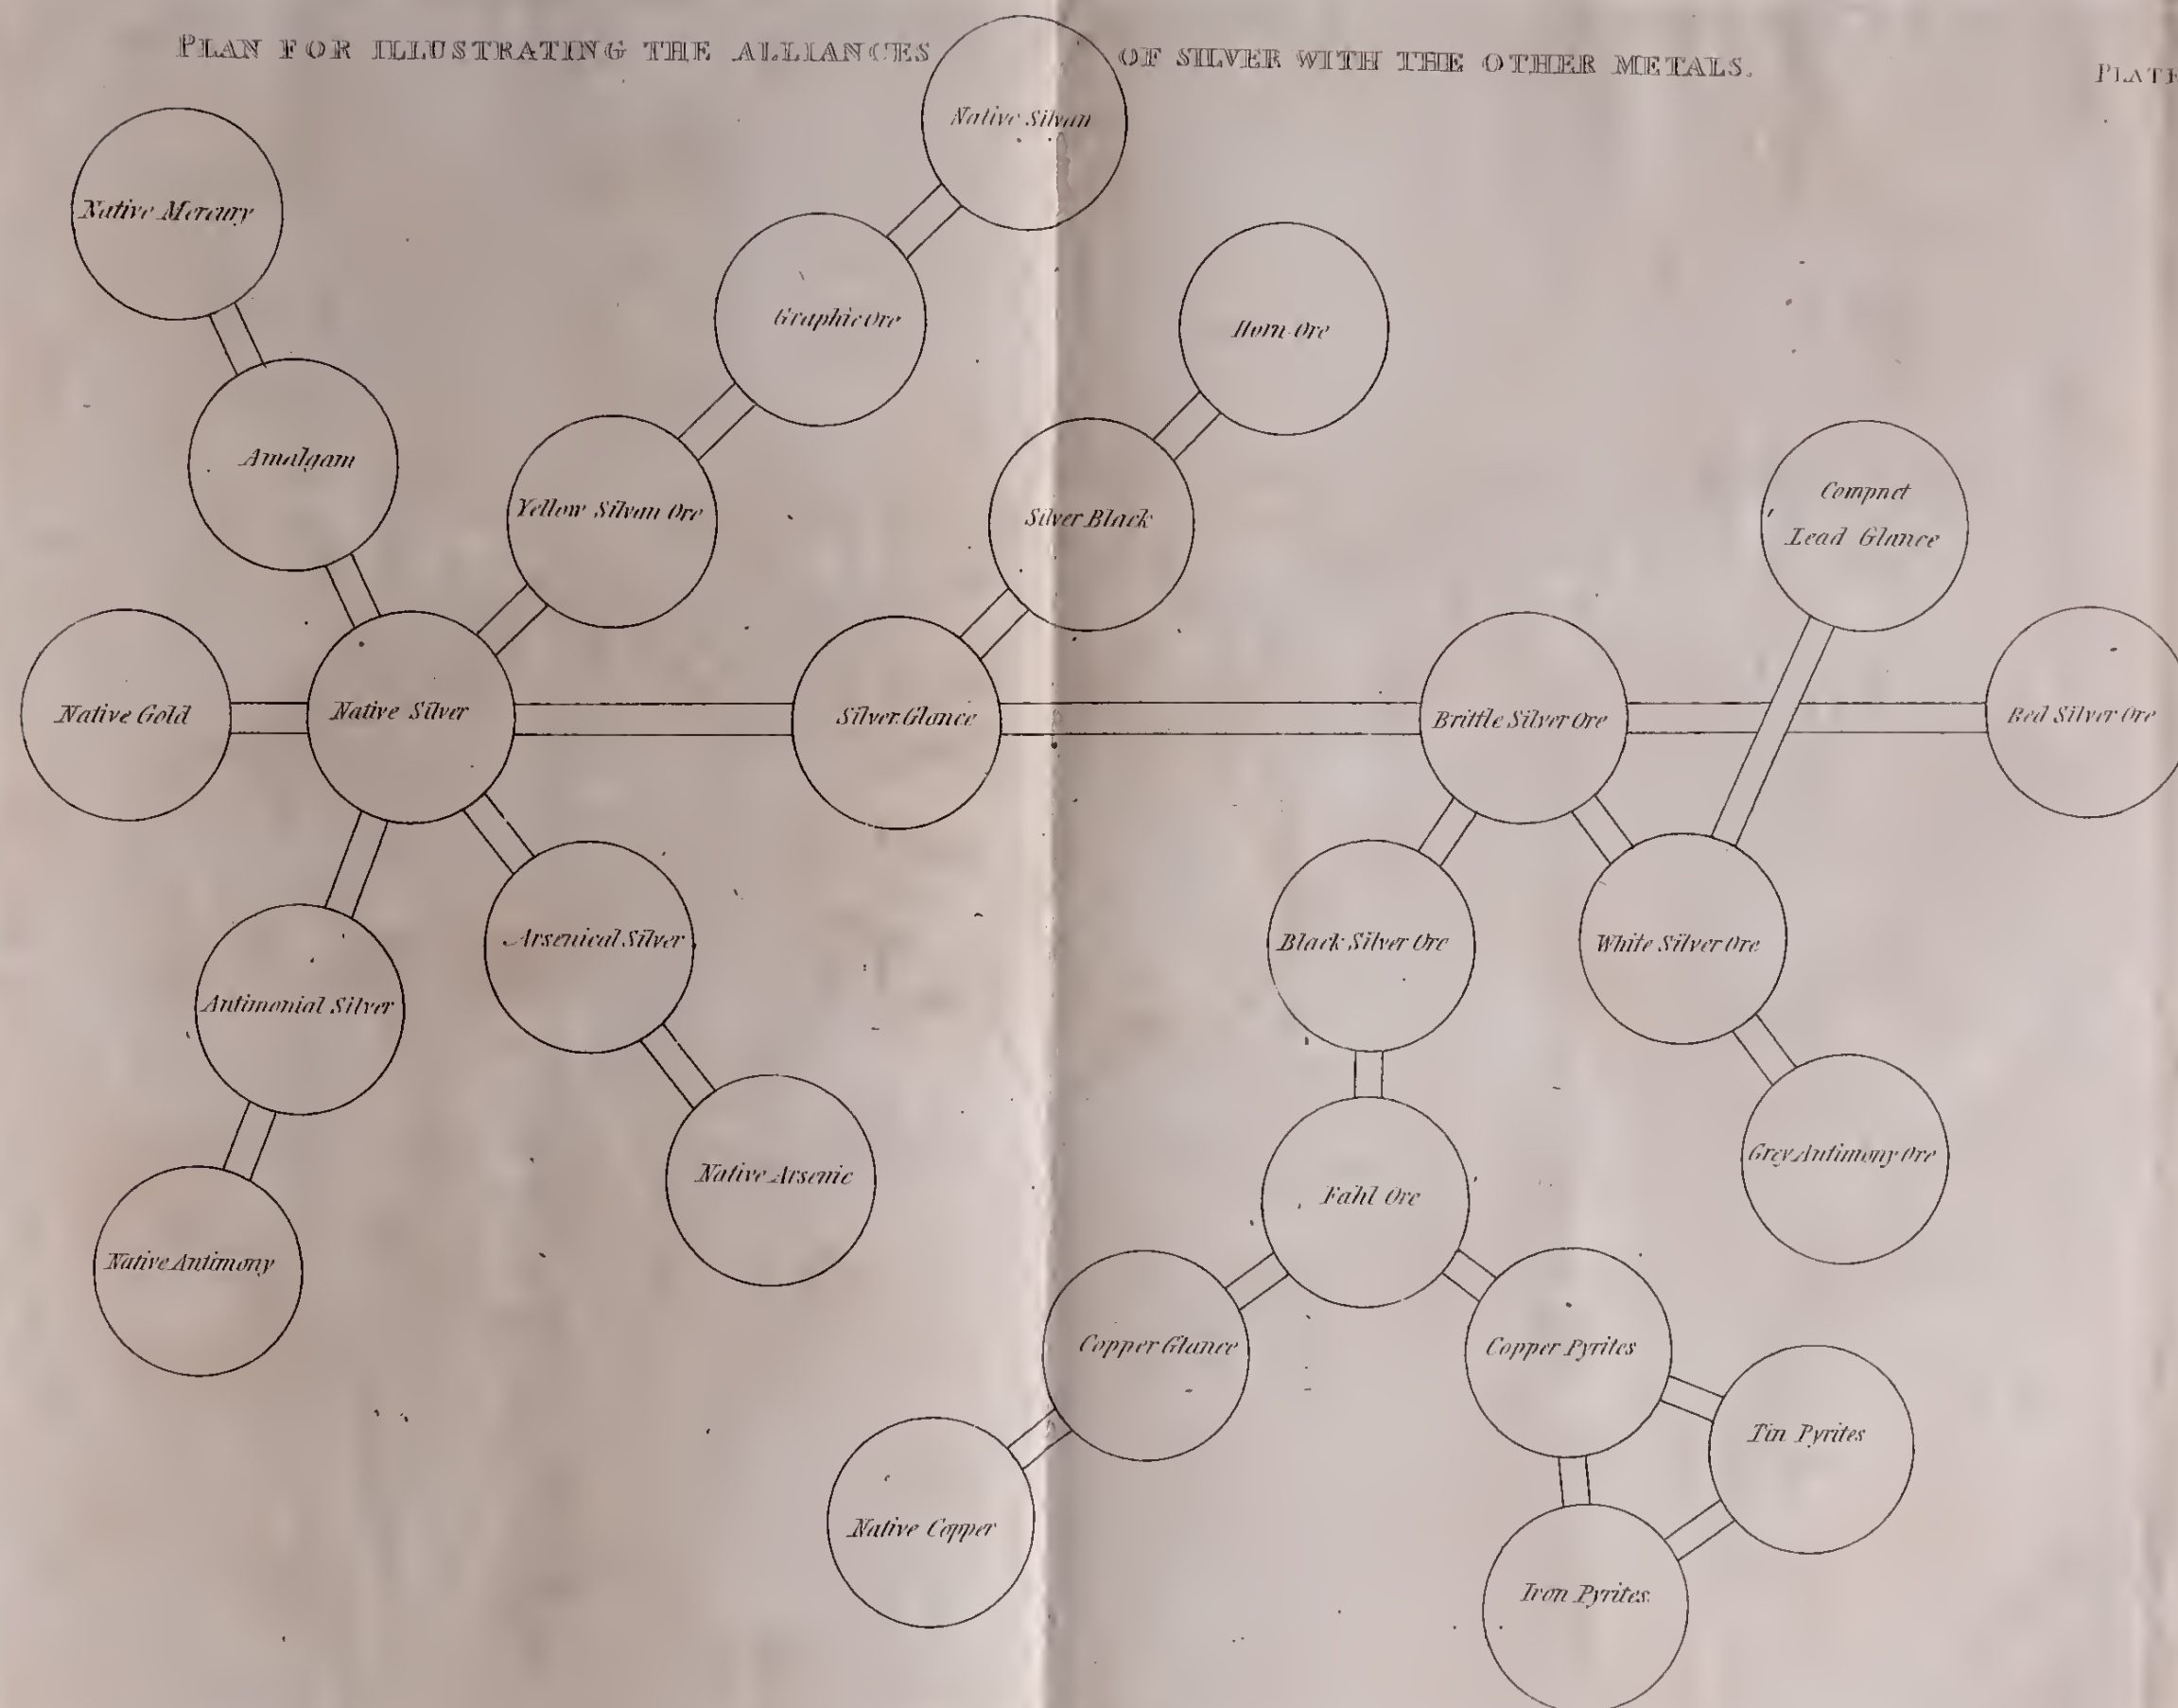 PLAN FOR ILLUSTRATING THE ALLIANCES OF SILVER WITH THE OTHER METALS.
PLATE
Native Silvan
Native Mercury
Graphic Ore
Horn Ore
Amalgam
Yellow Silvan Ore
Silver Black
Compact
Lead Glance
Native Gold
Native Silver
Silver Glance
Brittle Silver Ore
Red Silver Ore
Arsenical Silver
Black Silver Ore
White Silver Ore
Antimonial Silver
Native Arsenic
Grey Antimony Ore
Fahl Ore
Native Antimony
Copper Glance
Copper Pyrites
Tin Pyrites
Native Copper
Iron Pyrites